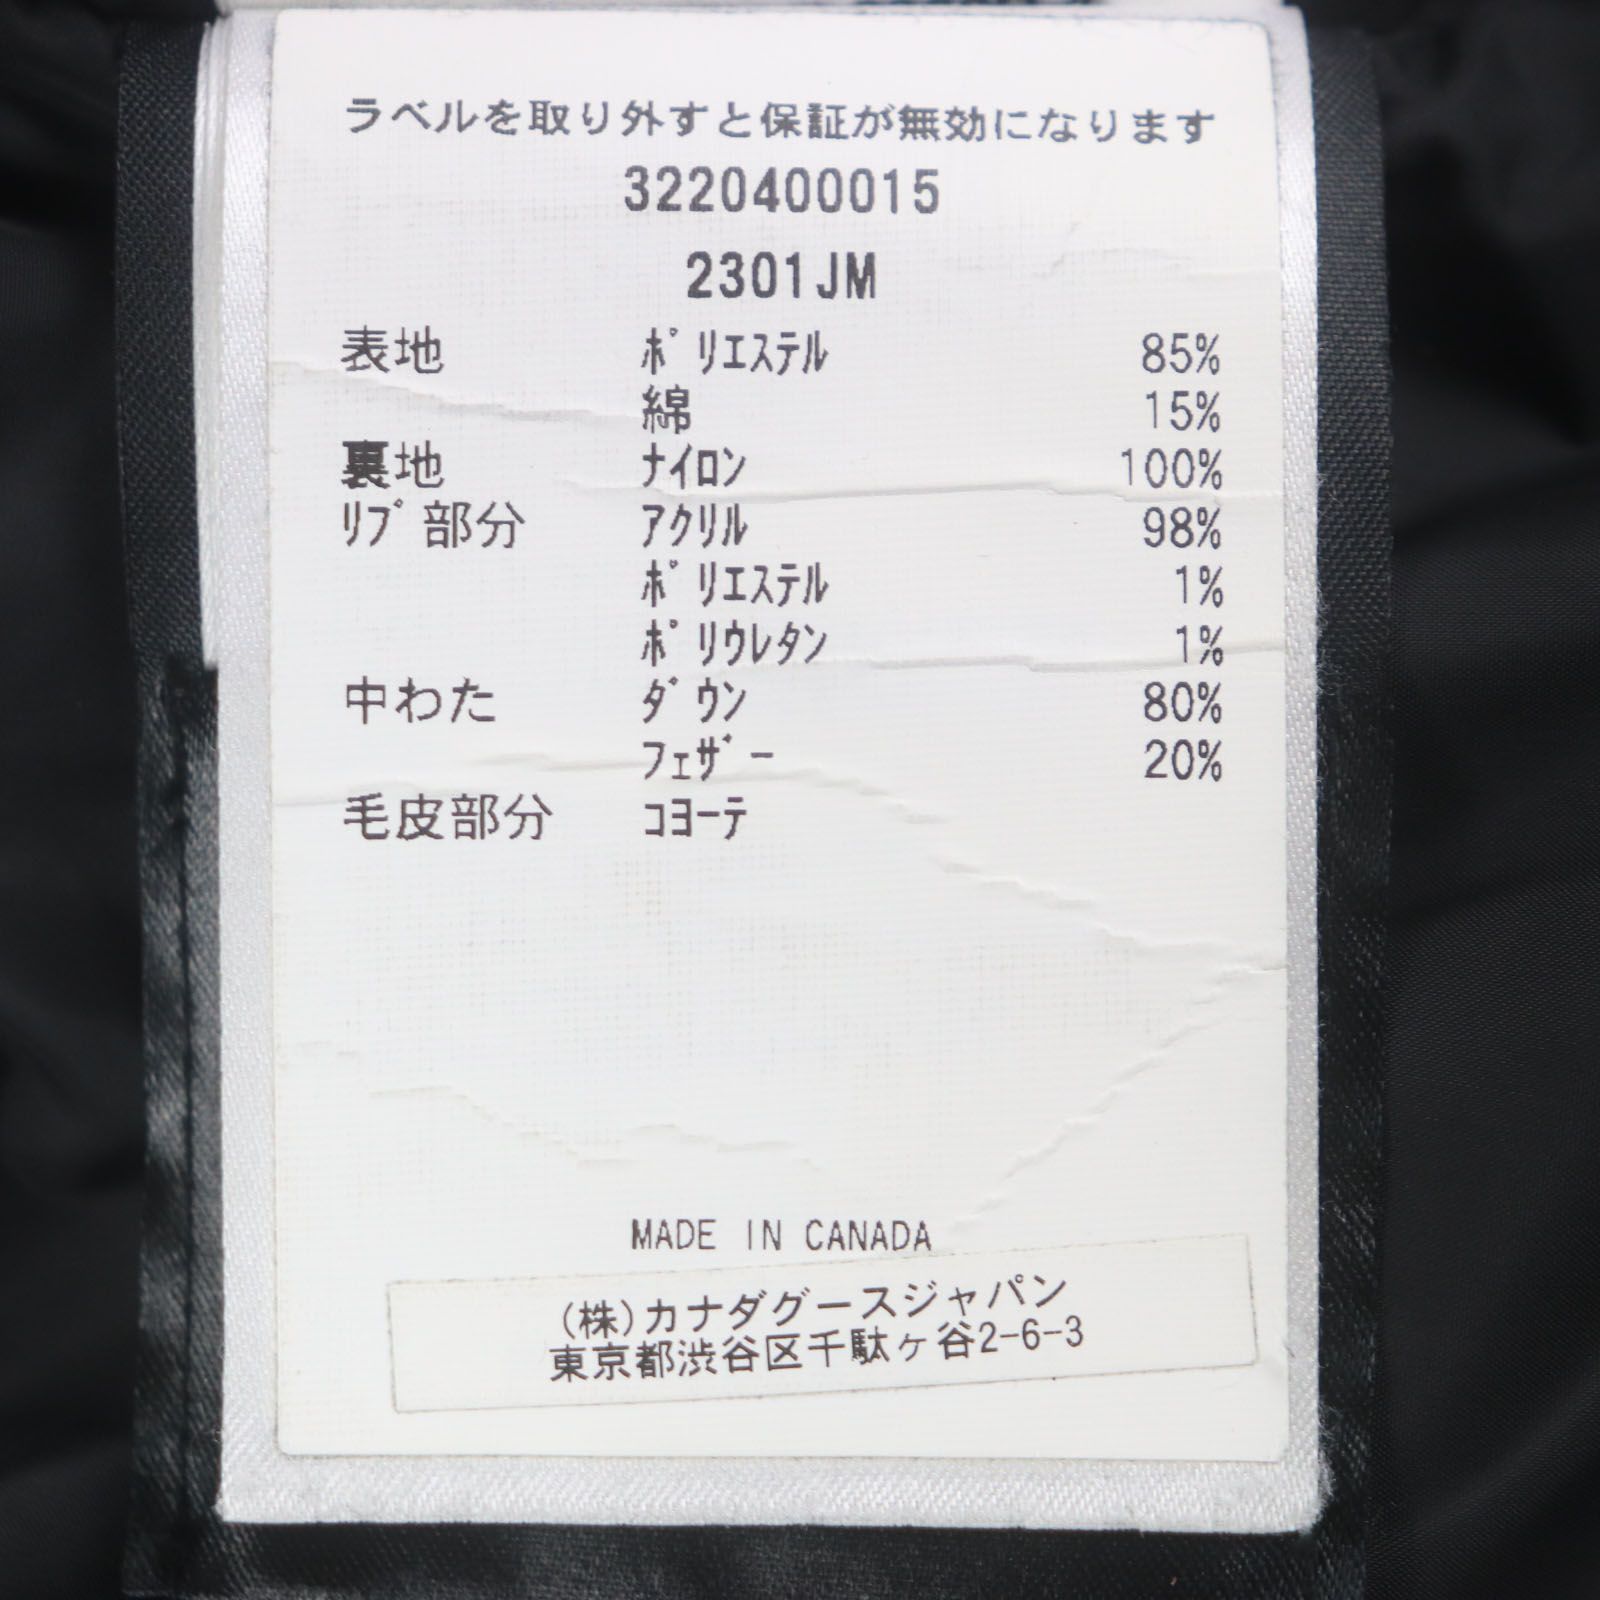 ラベルを取り外すと保証が無効になります
3220400015
2301JM
表地 ﾎﾟﾘｴｽﾃﾙ 85%
綿 15%
裏地 ﾅｲﾛﾝ 100%
ﾘﾌﾞ部分 ｱｸﾘﾙ 98%
ﾎﾟﾘｴｽﾃﾙ 1%
ﾎﾟﾘｳﾚﾀﾝ 1%
中わた ﾀﾞｳﾝ 80%
ﾌｪｻﾞｰ 20%
毛皮部分 ｺﾖｰﾃ
MADE IN CANADA
(株)カナダグースジャパン
東京都渋谷区千駄ヶ谷2-6-3